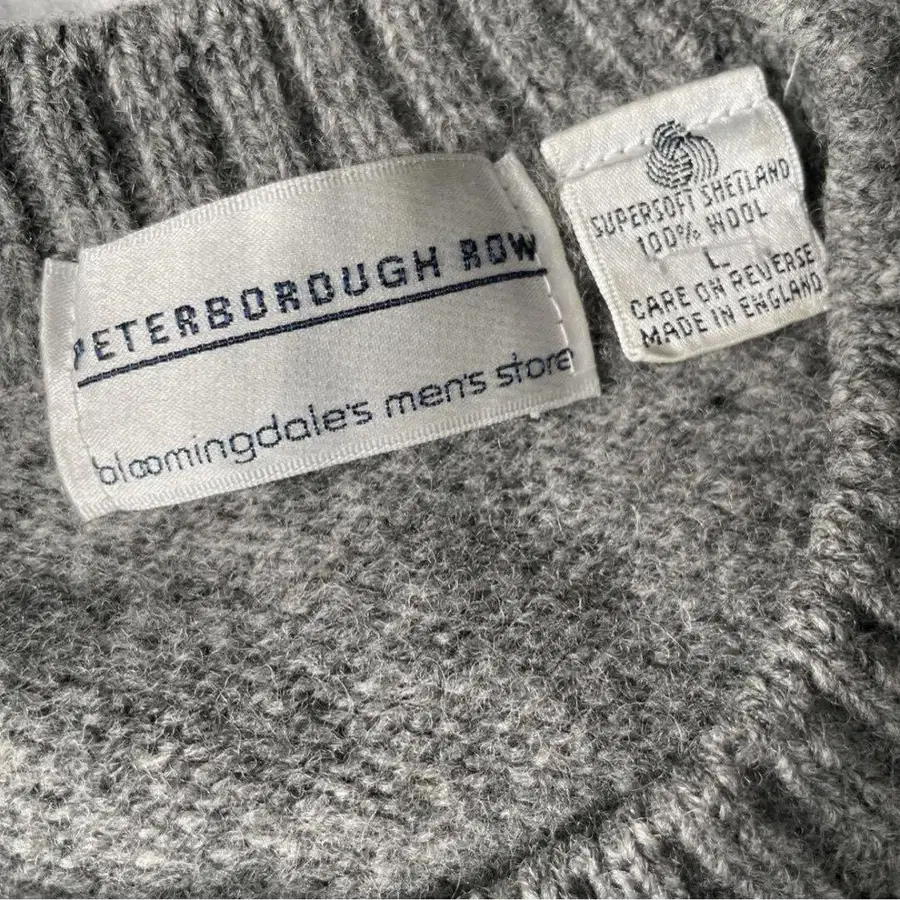 PETERBOROUGH ROW
bloomingdale's men's store
SUPERSOFT SHETLAND
100% WOOL
L
CARE ON REVERSE
MADE IN ENGLAND